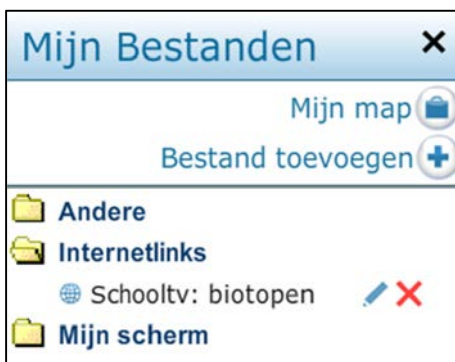 Mijn Bestanden
Mijn map
Bestand toevoegen
Andere
Internetlinks
Schooltv: biotopen
Mijn scherm